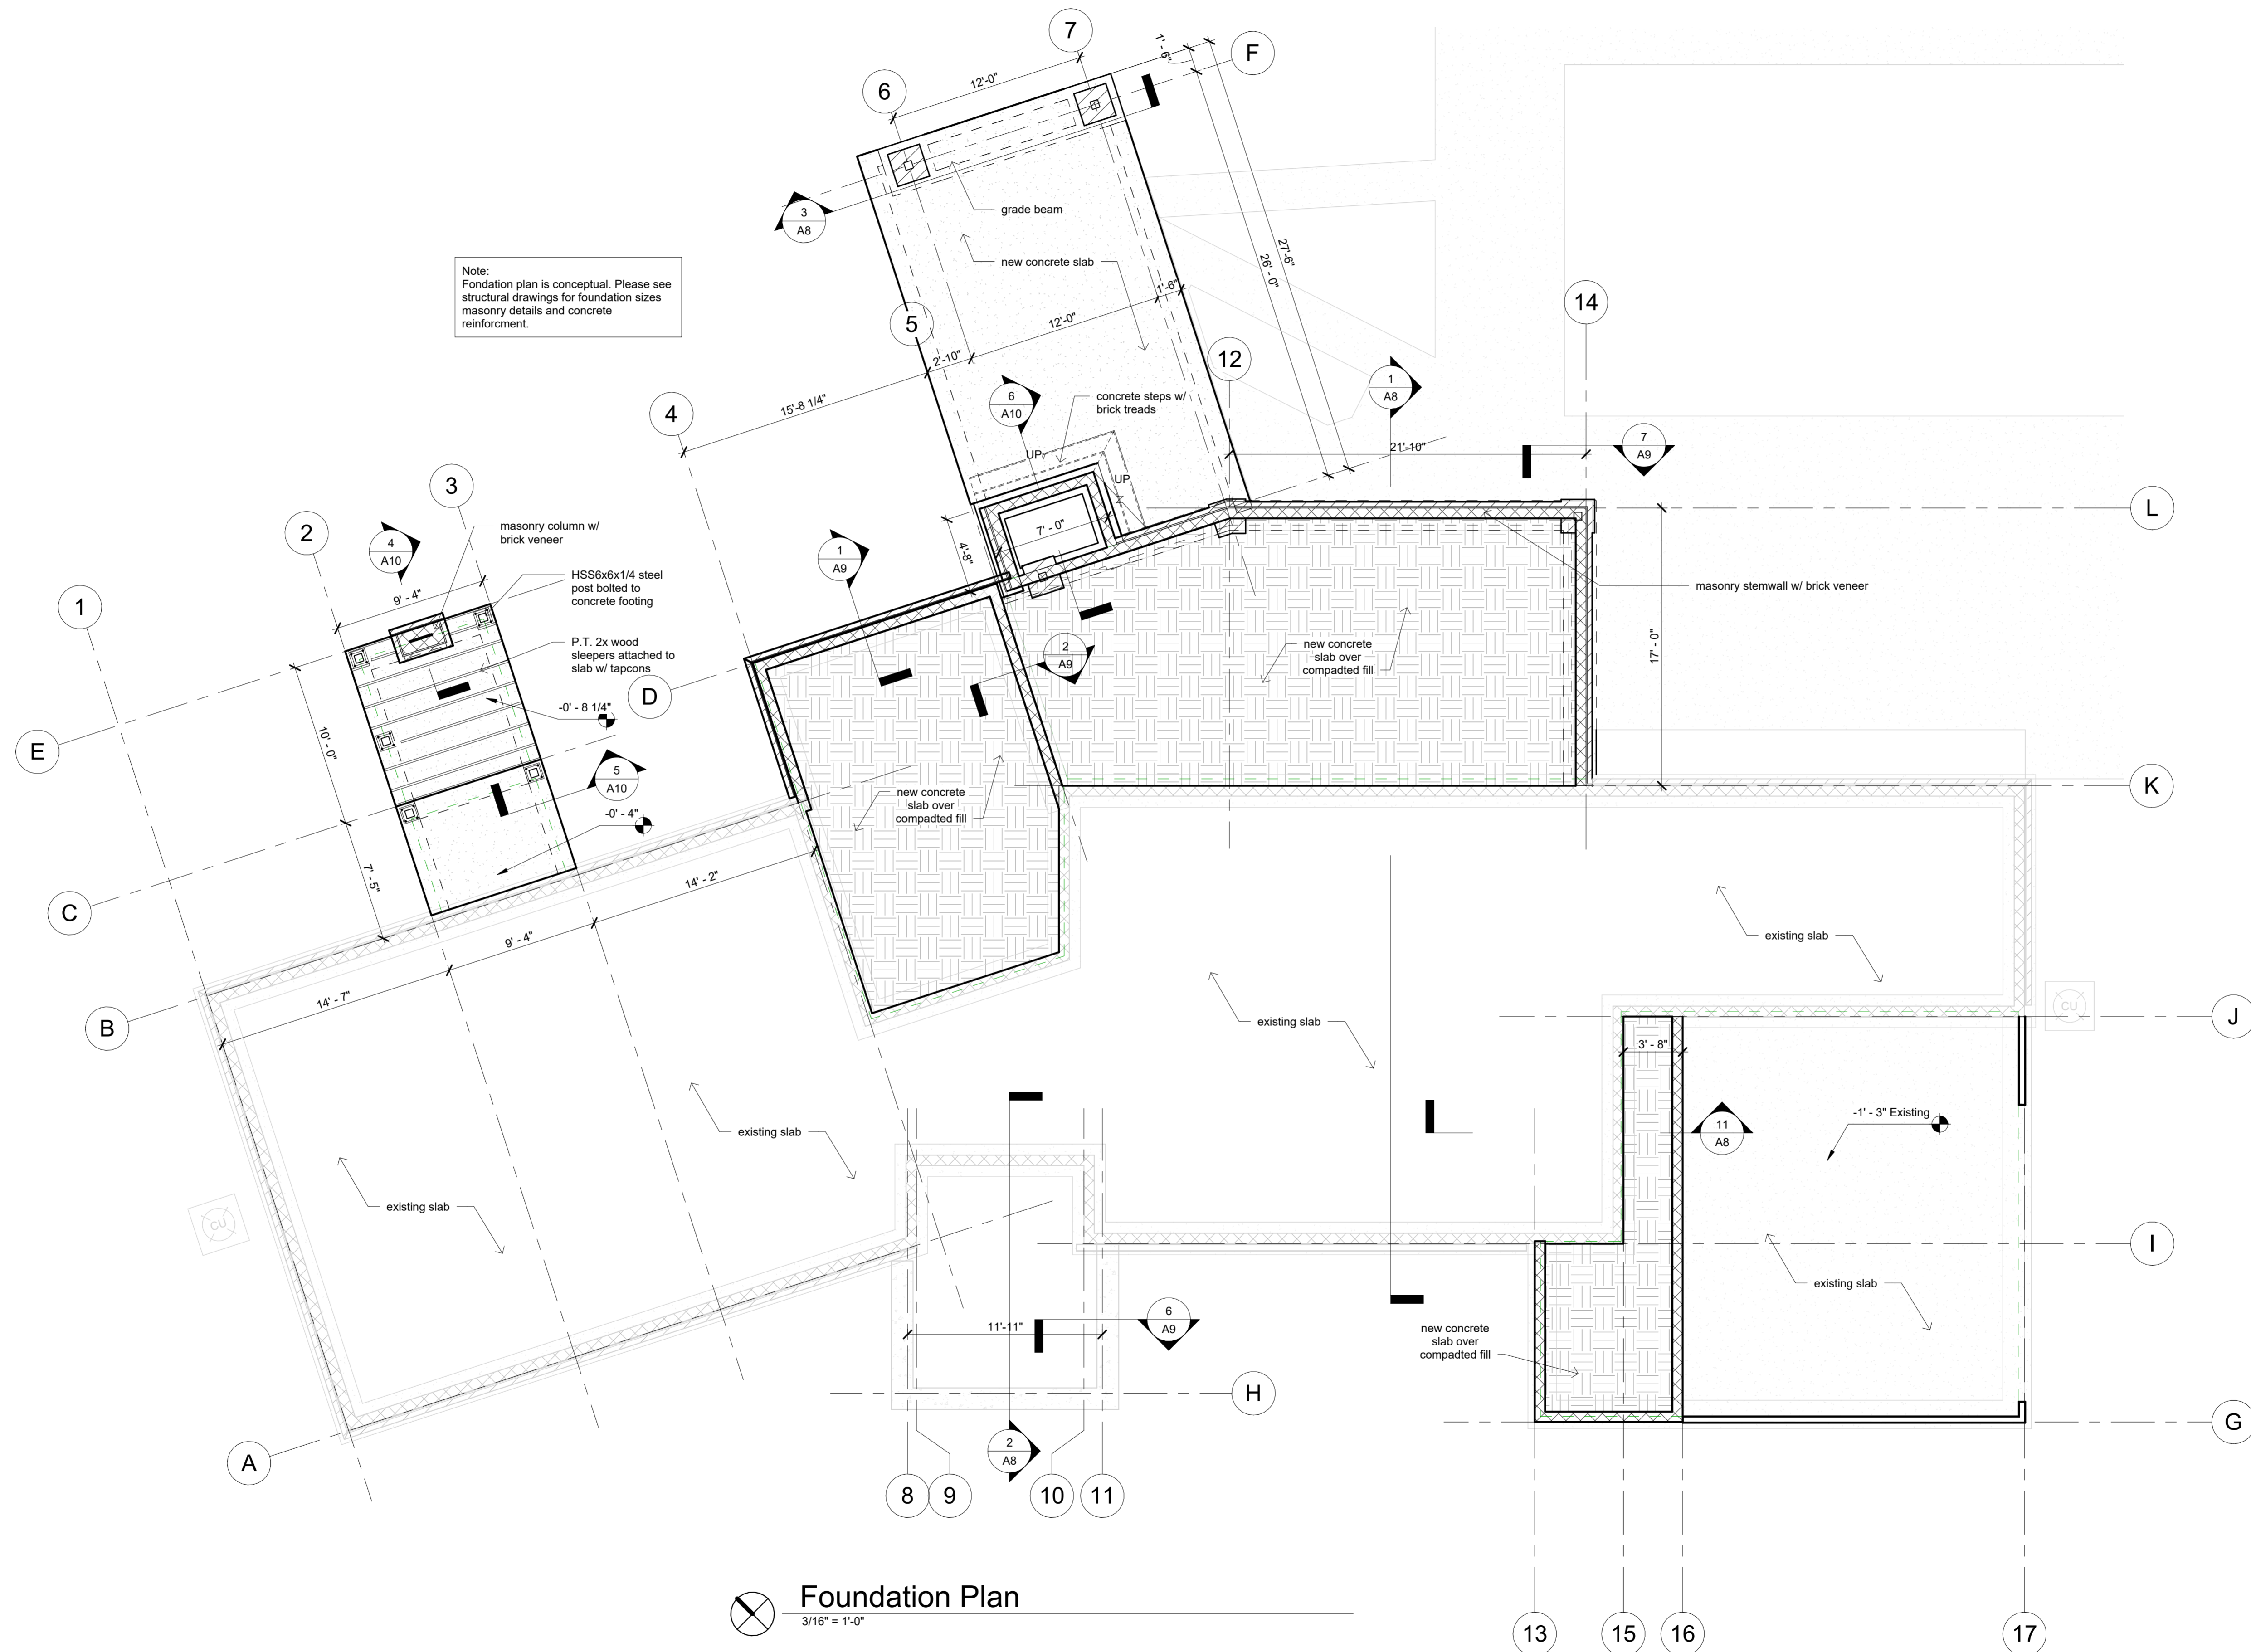 7
F
6
12'-0"
1' - 6"
3
A8
grade beam
new concrete slab
27' -6"
26' - 0"
Note:
Fondation plan is conceptual. Please see
structural drawings for foundation sizes
masonry details and concrete
reinforcment.
1'-6"
14
5
12'-0"
2'-10"
12
4
15'-8 1/4"
6
A10
concrete steps w/
brick treads
1
A8
UP
21'-10"
7
A9
UP
3
L
7' - 0"
2
4
A10
masonry column w/
brick veneer
1
A9
4'-8"
HSS6x6x1/4 steel
post bolted to
concrete footing
masonry stemwall w/ brick veneer
9' - 4"
1
P.T. 2x wood
sleepers attached to
slab w/ tapcons
2
A9
new concrete
slab over
compadted fill
17' - 0"
D
-0' - 8 1/4"
E
10' - 0"
5
A10
K
new concrete
slab over
compadted fill
-0' - 4"
7' - 5"
14' - 2"
C
9' - 4"
existing slab
14' - 7"
CU
B
existing slab
J
3' - 8"
-1' - 3" Existing
existing slab
11
A8
existing slab
CU
I
existing slab
11'-11"
6
A9
new concrete
slab over
compadted fill
H
G
A
2
A8
8
9
10
11
Foundation Plan
3/16" = 1'-0"
13
15
16
17